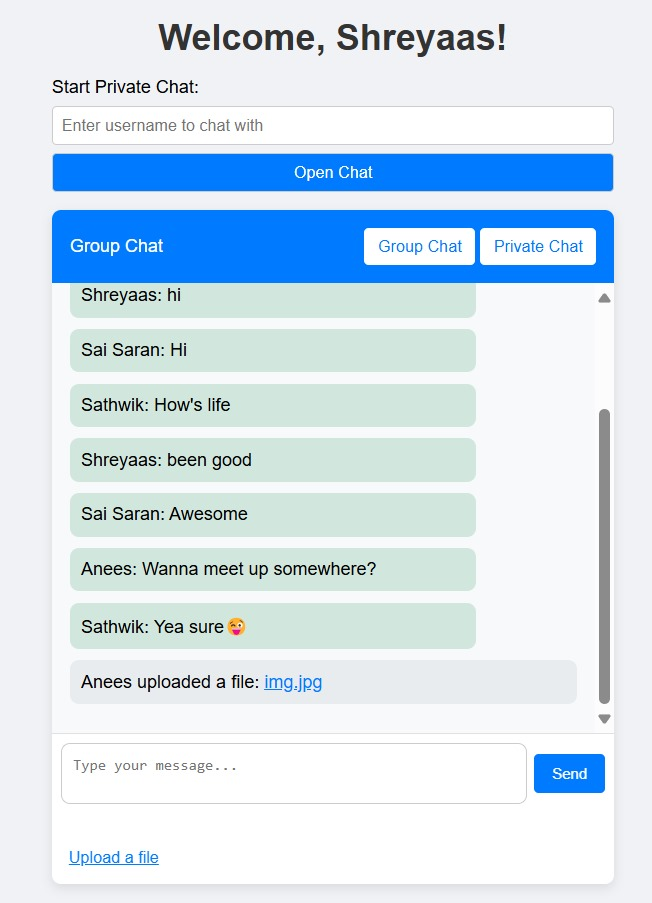 Welcome, Shreyaas!
Start Private Chat:
Enter username to chat with
Open Chat
Group Chat
Group Chat
Private Chat
Shreyaas: hi
Sai Saran: Hi
Sathwik: How's life
Shreyaas: been good
Sai Saran: Awesome
Anees: Wanna meet up somewhere?
Sathwik: Yea sure😜
Anees uploaded a file: img.jpg
Type your message...
Send
Upload a file